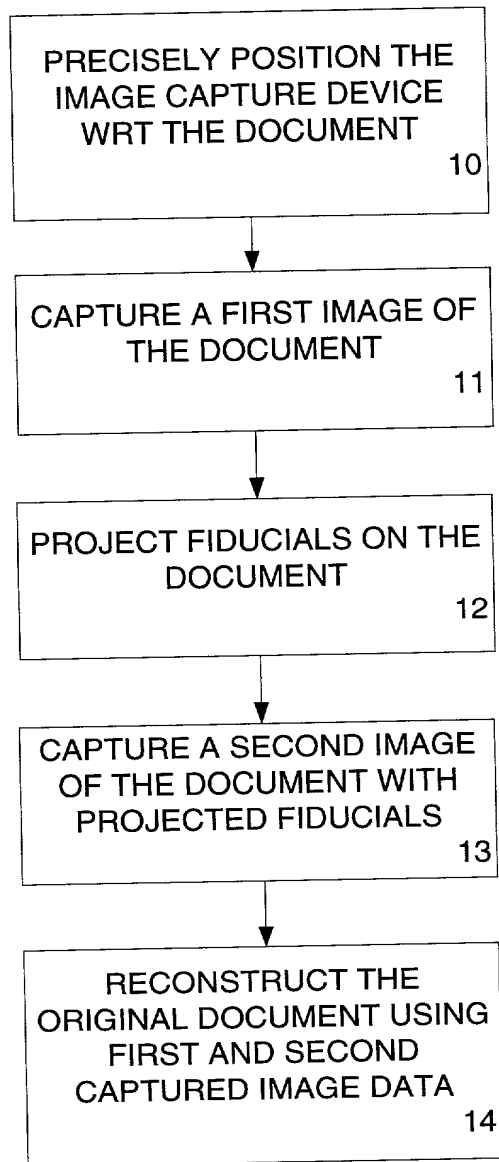 PRECISELY POSITION THE
IMAGE CAPTURE DEVICE
WRT THE DOCUMENT
10
CAPTURE A FIRST IMAGE OF
THE DOCUMENT
11
PROJECT FIDUCIALS ON THE
DOCUMENT
12
CAPTURE A SECOND IMAGE
OF THE DOCUMENT WITH
PROJECTED FIDUCIALS
13
RECONSTRUCT THE
ORIGINAL DOCUMENT USING
FIRST AND SECOND
CAPTURED IMAGE DATA
14